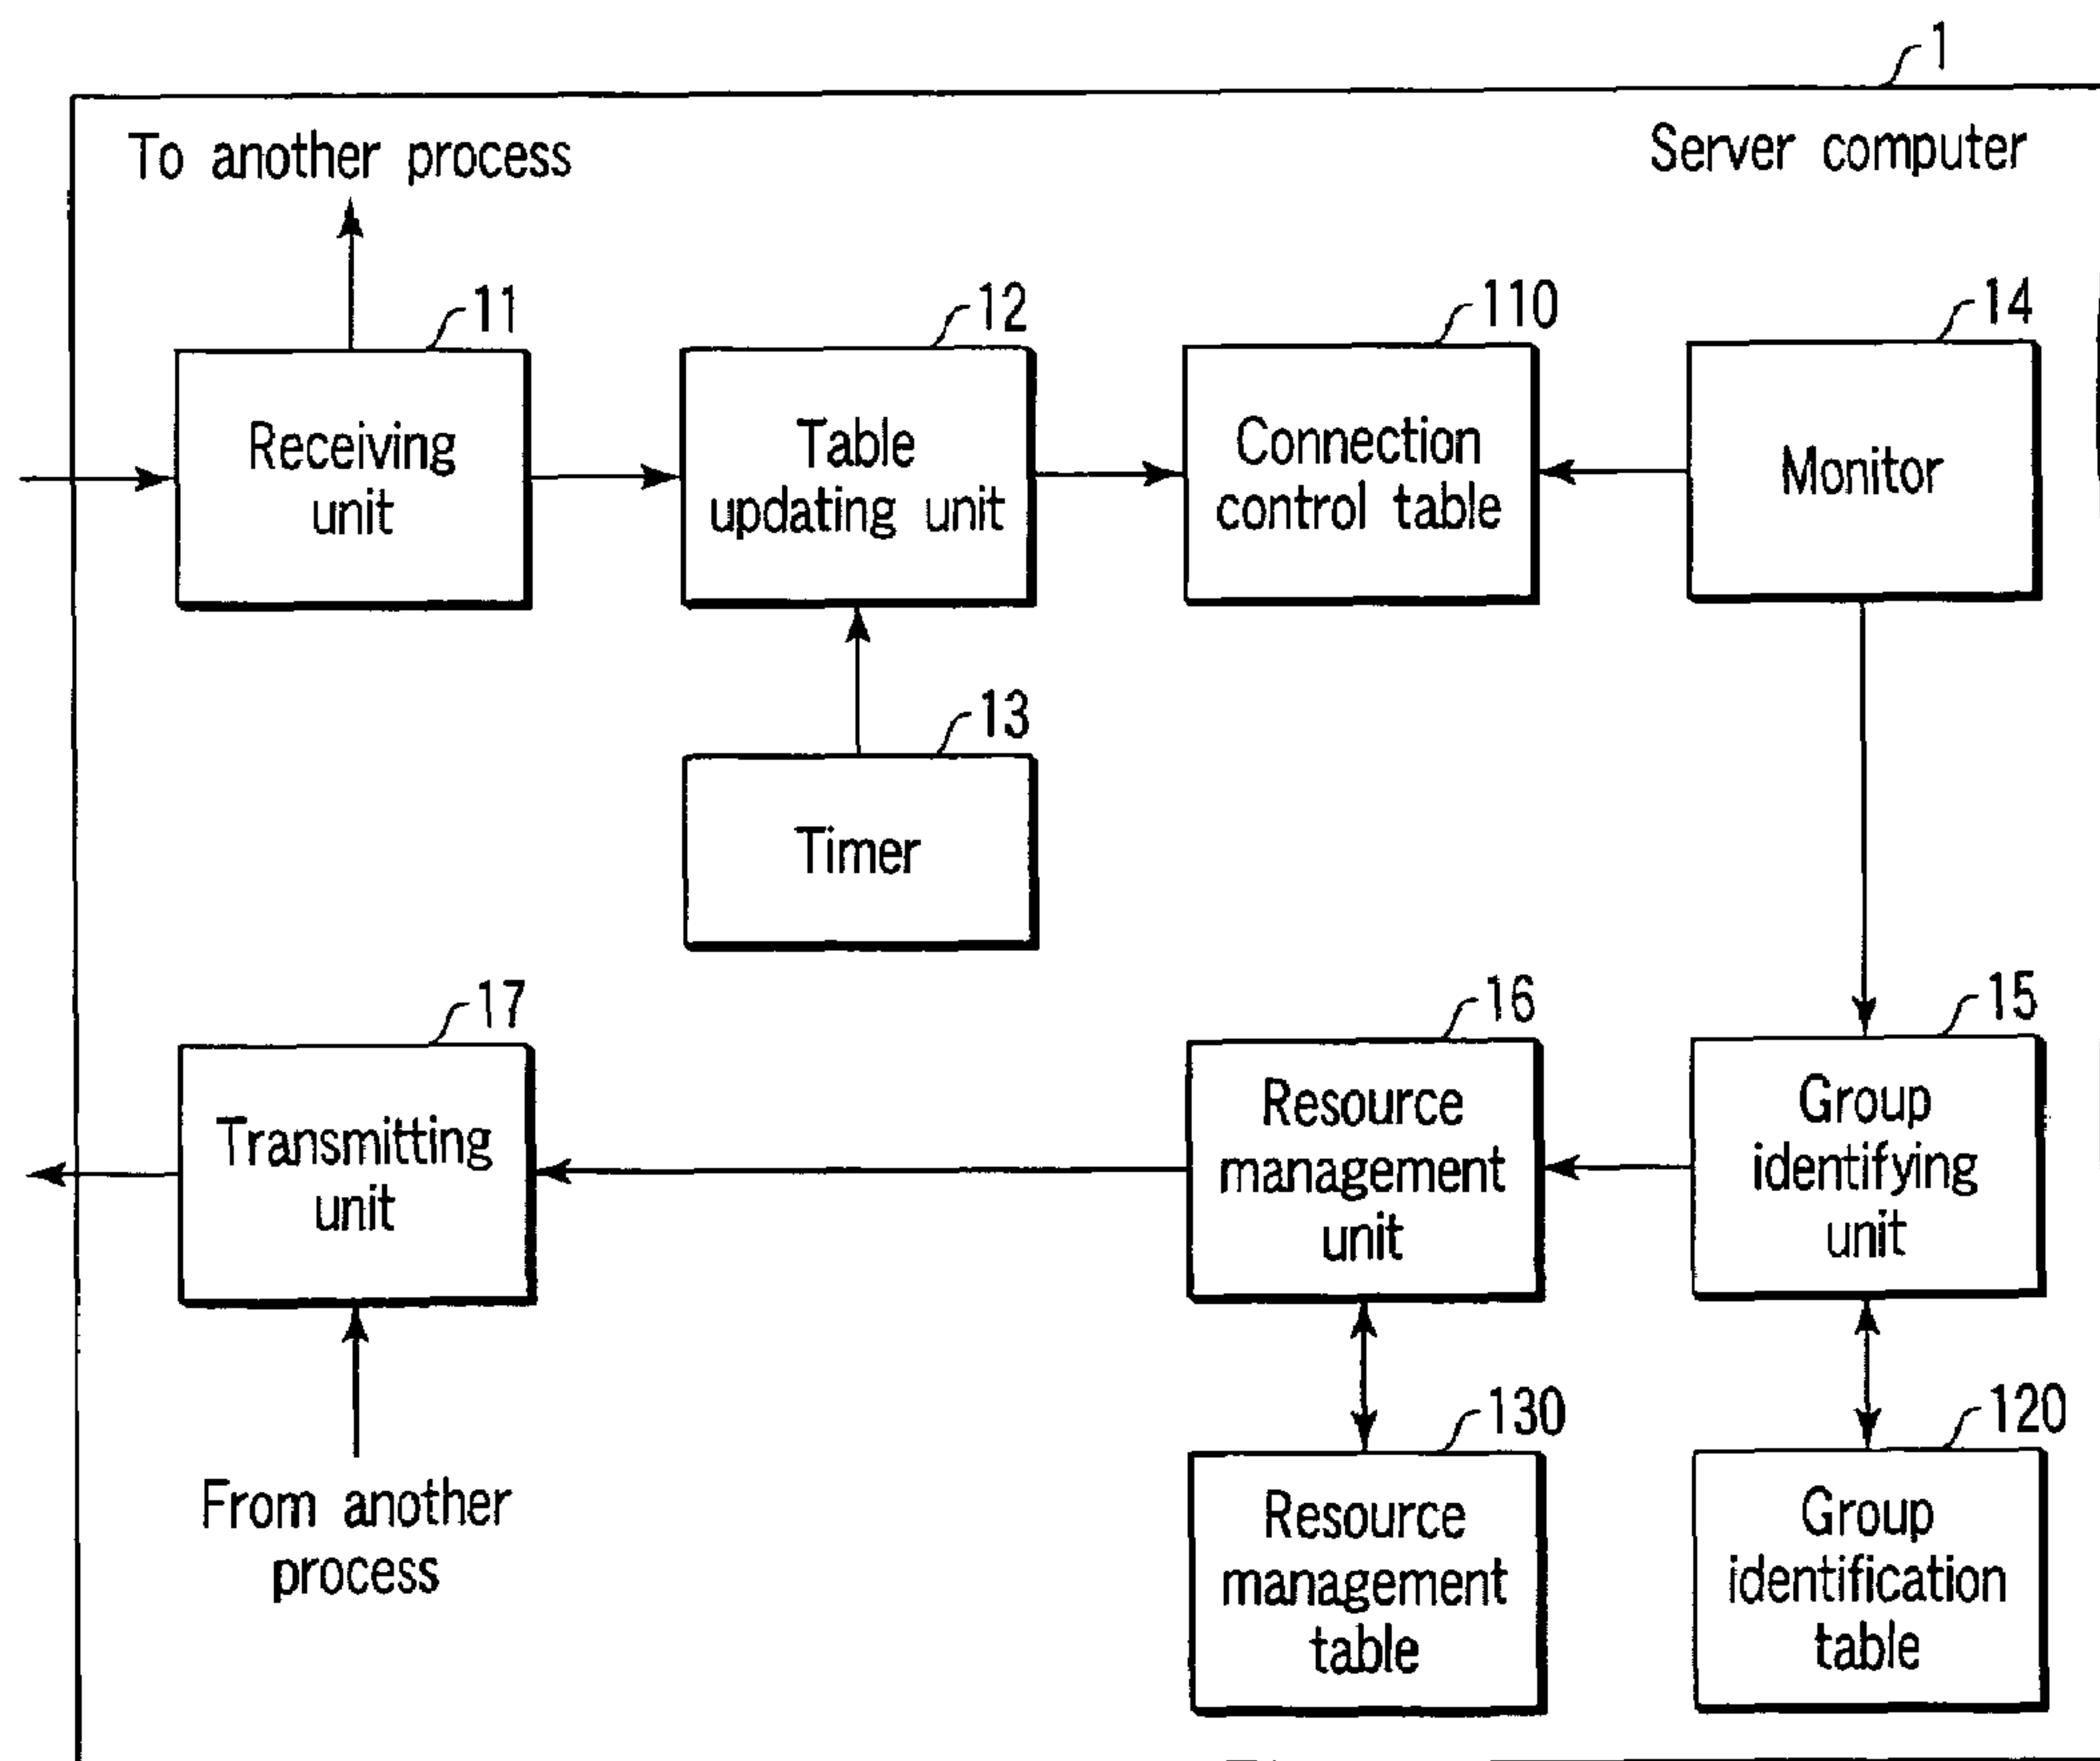 1
To another process
Server computer
11
12
110
14
Receiving
unit
Table
updating unit
Connection
control table
Monitor
13
Timer
17
16
15
Transmitting
unit
Resource
management
unit
Group
identifying
unit
130
120
From another
process
Resource
management
table
Group
identification
table